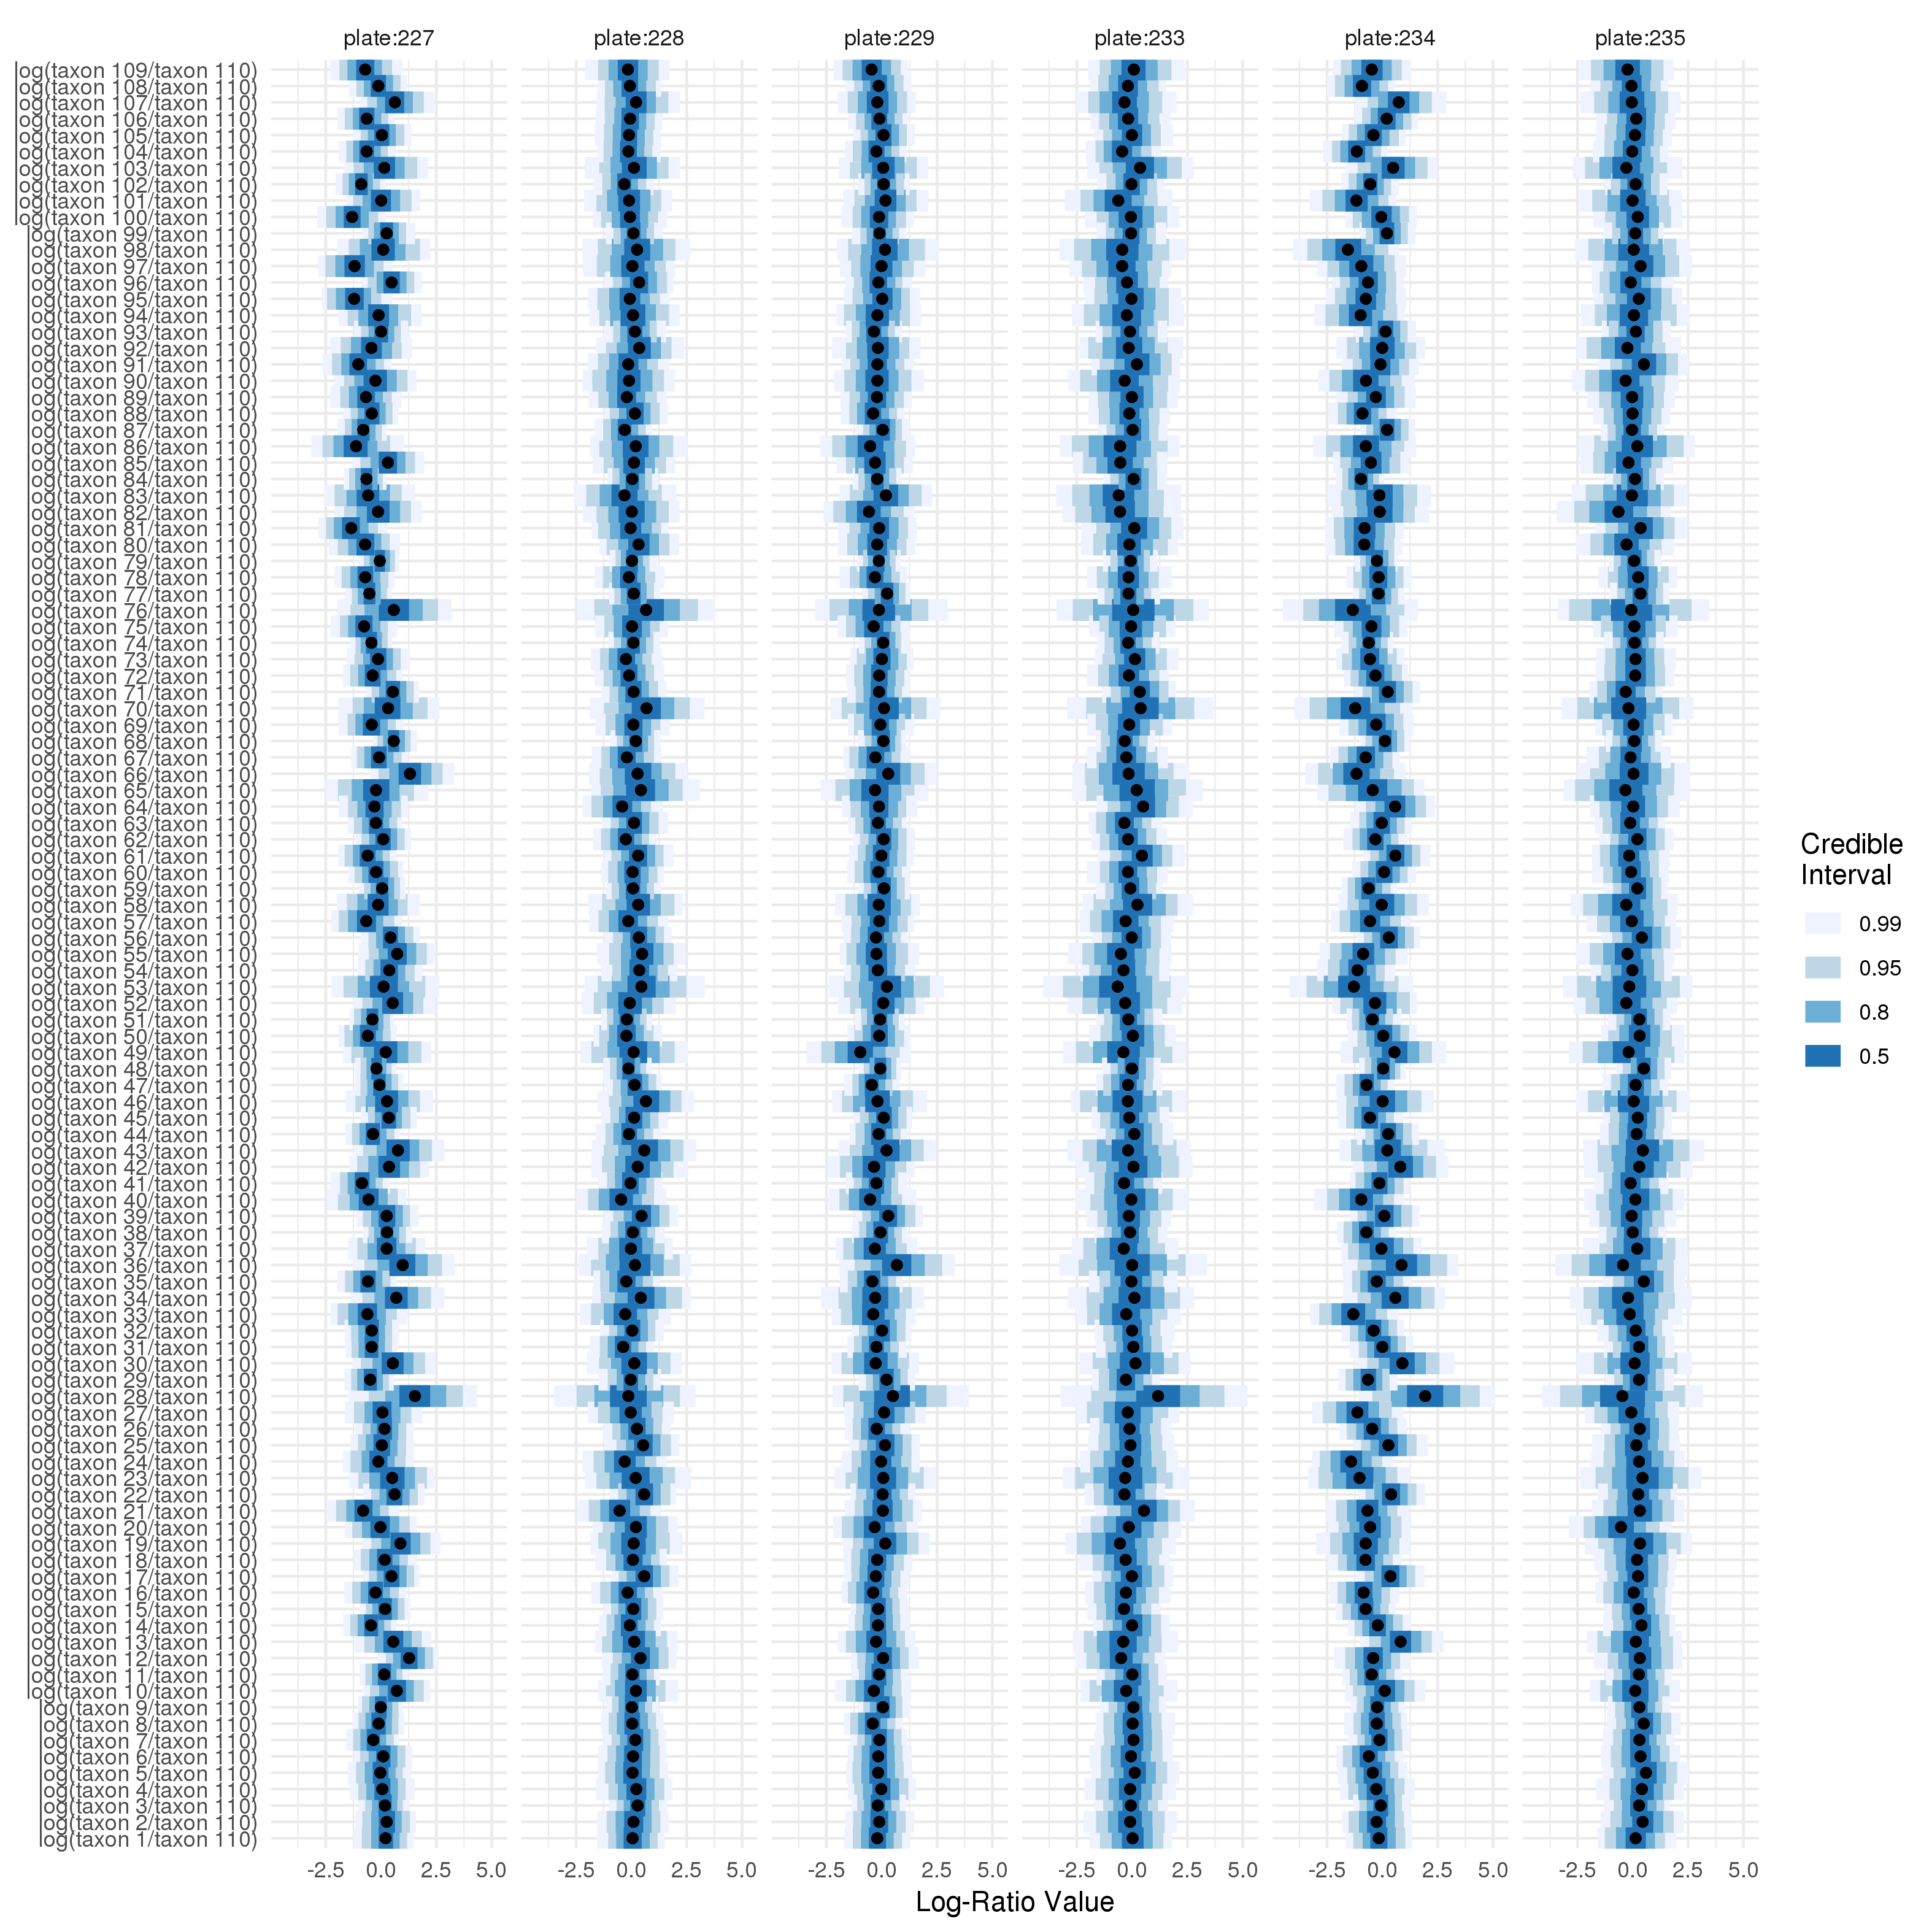 plate:227 plate:228 plate:229 plate:233 plate:234 plate:235
log(taxon 109/taxon 110)
log(taxon 108/taxon 110)
log(taxon 107/taxon 110)
log(taxon 106/taxon 110)
log(taxon 105/taxon 110)
log(taxon 104/taxon 110)
log(taxon 103/taxon 110)
log(taxon 102/taxon 110)
log(taxon 101/taxon 110)
log(taxon 100/taxon 110)
log(taxon 99/taxon 110)
log(taxon 98/taxon 110)
log(taxon 97/taxon 110)
log(taxon 96/taxon 110)
log(taxon 95/taxon 110)
log(taxon 94/taxon 110)
log(taxon 93/taxon 110)
log(taxon 92/taxon 110)
log(taxon 91/taxon 110)
log(taxon 90/taxon 110)
log(taxon 89/taxon 110)
log(taxon 88/taxon 110)
log(taxon 87/taxon 110)
log(taxon 86/taxon 110)
log(taxon 85/taxon 110)
log(taxon 84/taxon 110)
log(taxon 83/taxon 110)
log(taxon 82/taxon 110)
log(taxon 81/taxon 110)
log(taxon 80/taxon 110)
log(taxon 79/taxon 110)
log(taxon 78/taxon 110)
log(taxon 77/taxon 110)
log(taxon 76/taxon 110)
log(taxon 75/taxon 110)
log(taxon 74/taxon 110)
log(taxon 73/taxon 110)
log(taxon 72/taxon 110)
log(taxon 71/taxon 110)
log(taxon 70/taxon 110)
log(taxon 69/taxon 110)
log(taxon 68/taxon 110)
log(taxon 67/taxon 110)
log(taxon 66/taxon 110)
log(taxon 65/taxon 110)
log(taxon 64/taxon 110)
log(taxon 63/taxon 110)
log(taxon 62/taxon 110)
log(taxon 61/taxon 110)
log(taxon 60/taxon 110)
log(taxon 59/taxon 110)
log(taxon 58/taxon 110)
log(taxon 57/taxon 110)
log(taxon 56/taxon 110)
log(taxon 55/taxon 110)
log(taxon 54/taxon 110)
log(taxon 53/taxon 110)
log(taxon 52/taxon 110)
log(taxon 51/taxon 110)
log(taxon 50/taxon 110)
log(taxon 49/taxon 110)
log(taxon 48/taxon 110)
log(taxon 47/taxon 110)
log(taxon 46/taxon 110)
log(taxon 45/taxon 110)
log(taxon 44/taxon 110)
log(taxon 43/taxon 110)
log(taxon 42/taxon 110)
log(taxon 41/taxon 110)
log(taxon 40/taxon 110)
log(taxon 39/taxon 110)
log(taxon 38/taxon 110)
log(taxon 37/taxon 110)
log(taxon 36/taxon 110)
log(taxon 35/taxon 110)
log(taxon 34/taxon 110)
log(taxon 33/taxon 110)
log(taxon 32/taxon 110)
log(taxon 31/taxon 110)
log(taxon 30/taxon 110)
log(taxon 29/taxon 110)
log(taxon 28/taxon 110)
log(taxon 27/taxon 110)
log(taxon 26/taxon 110)
log(taxon 25/taxon 110)
log(taxon 24/taxon 110)
log(taxon 23/taxon 110)
log(taxon 22/taxon 110)
log(taxon 21/taxon 110)
log(taxon 20/taxon 110)
log(taxon 19/taxon 110)
log(taxon 18/taxon 110)
log(taxon 17/taxon 110)
log(taxon 16/taxon 110)
log(taxon 15/taxon 110)
log(taxon 14/taxon 110)
log(taxon 13/taxon 110)
log(taxon 12/taxon 110)
log(taxon 11/taxon 110)
log(taxon 10/taxon 110)
log(taxon 9/taxon 110)
log(taxon 8/taxon 110)
log(taxon 7/taxon 110)
log(taxon 6/taxon 110)
log(taxon 5/taxon 110)
log(taxon 4/taxon 110)
log(taxon 3/taxon 110)
log(taxon 2/taxon 110)
log(taxon 1/taxon 110)
-2.5 0.0 2.5 5.0 -2.5 0.0 2.5 5.0 -2.5 0.0 2.5 5.0 -2.5 0.0 2.5 5.0 -2.5 0.0 2.5 5.0 -2.5 0.0 2.5 5.0
Log-Ratio Value
Credible
Interval
0.99
0.95
0.8
0.5